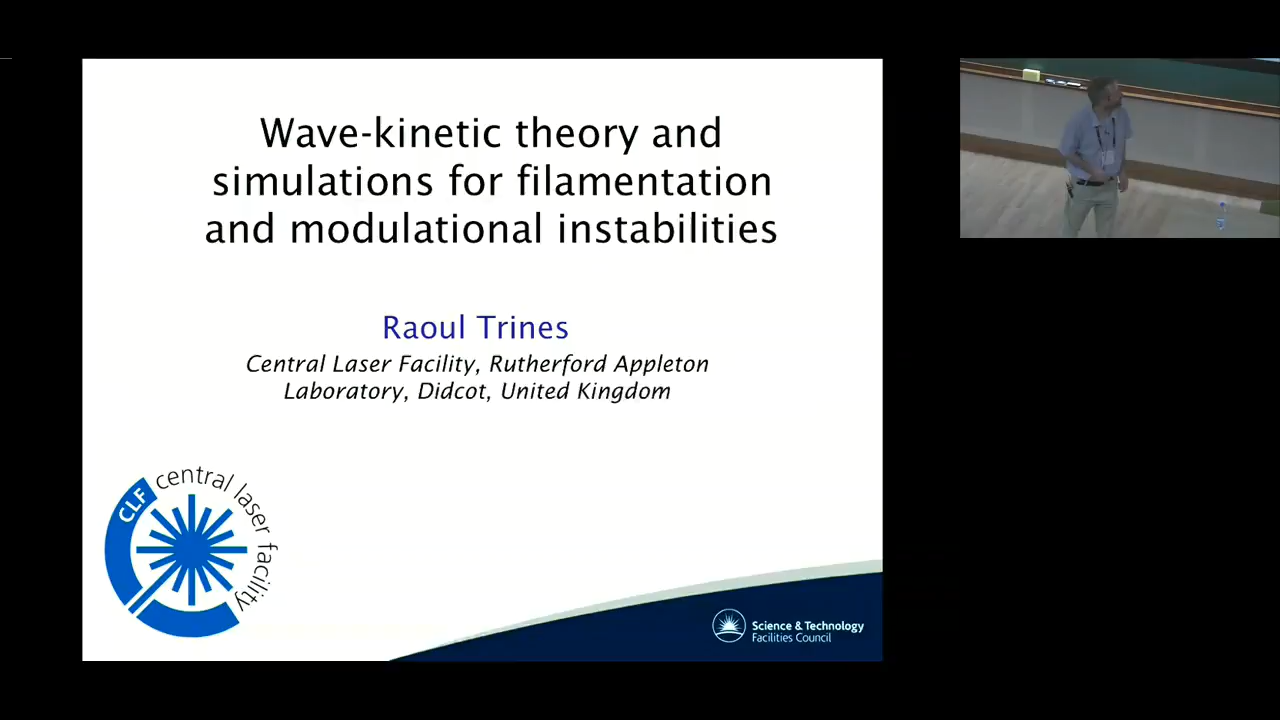 Wave-kinetic theory and
simulations for filamentation
and modulational instabilities
Raoul Trines
Central Laser Facility, Rutherford Appleton
Laboratory, Didcot, United Kingdom
CLF central laser facility
Science & Technology
Facilities Council